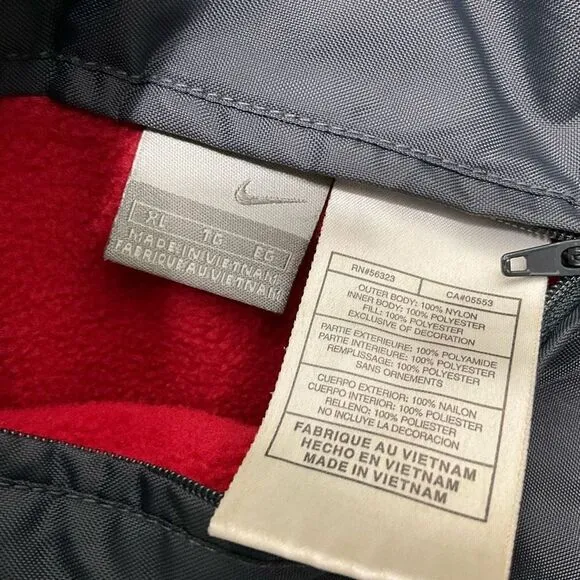 XL TG EG
MADE IN VIETNAM
FABRIQUE AU VIETNAM
RN#56323 CA#05553
OUTER BODY: 100% NYLON
INNER BODY: 100% POLYESTER
FILL: 100% POLYESTER
EXCLUSIVE OF DECORATION
PARTIE EXTERIEURE: 100% POLYAMIDE
PARTIE INTERIEURE: 100% POLYESTER
REMPLISSAGE: 100% POLYESTER
SANS ORNEMENTS
CUERPO EXTERIOR: 100% NAILON
CUERPO INTERIOR: 100% POLIESTER
RELLENO: 100% POLIESTER
NO INCLUYE LA DECORACION
FABRIQUE AU VIETNAM
HECHO EN VIETNAM
MADE IN VIETNAM